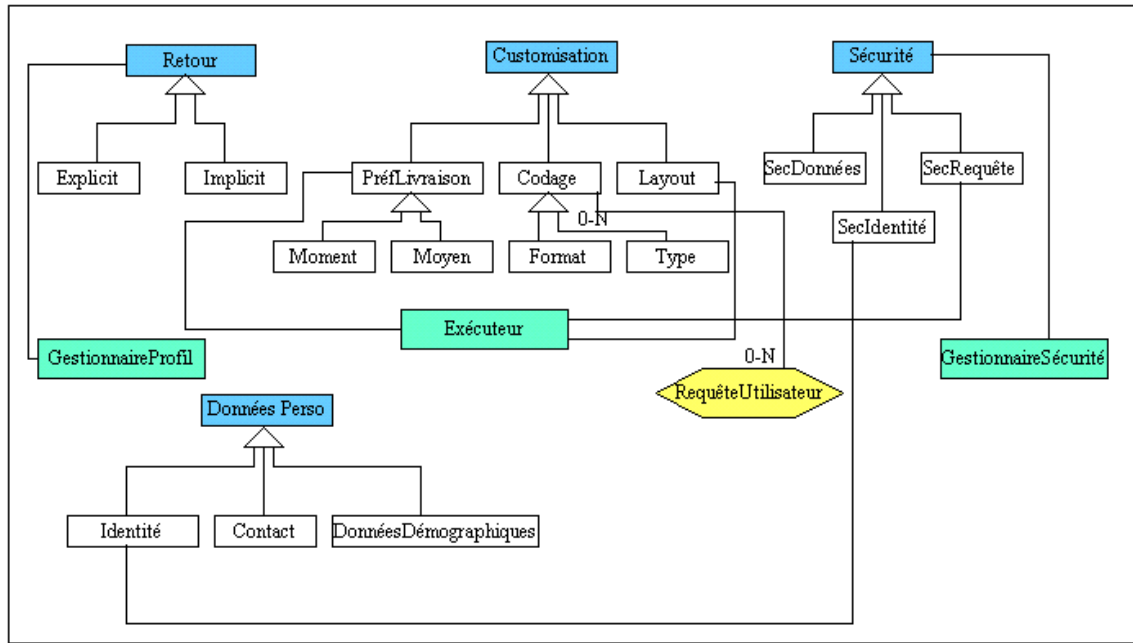 Retour
Customisation
Sécurité
Explicit
Implicit
PréfLivraison
Codage
Layout
SecDonnées
SecRequête
0-N
SecIdentité
Moment
Moyen
Format
Type
Exécuteur
GestionnaireProfil
0-N
GestionnaireSécurité
RequêteUtilisateur
Données Perso
Identité
Contact
DonnéesDémographiques